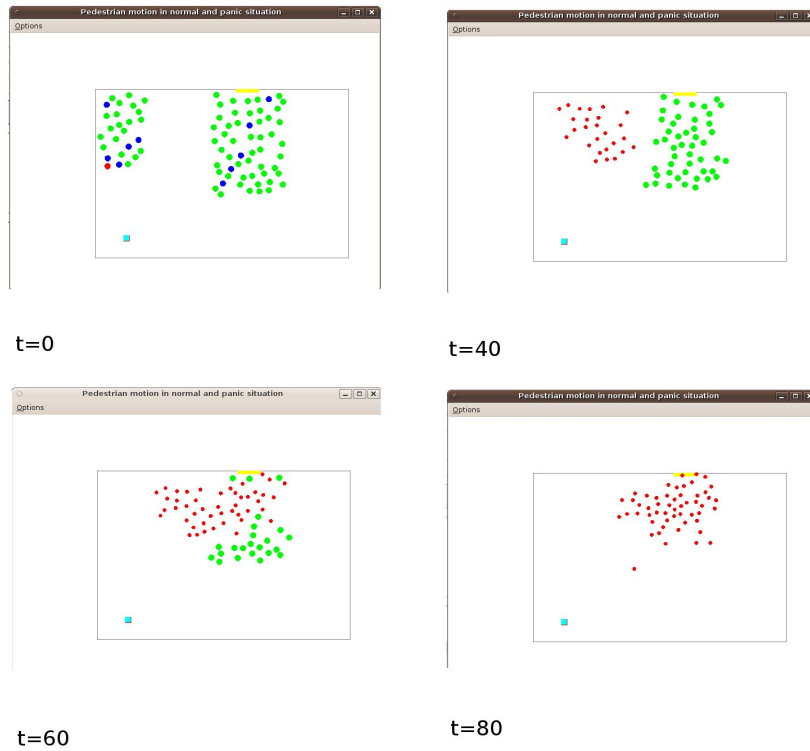 Pedestrian motion in normal and panic situation
Options
t=0
Pedestrian motion in normal and panic situation
Options
t=40
Pedestrian motion in normal and panic situation
Options
t=60
Pedestrian motion in normal and panic situation
Options
t=80